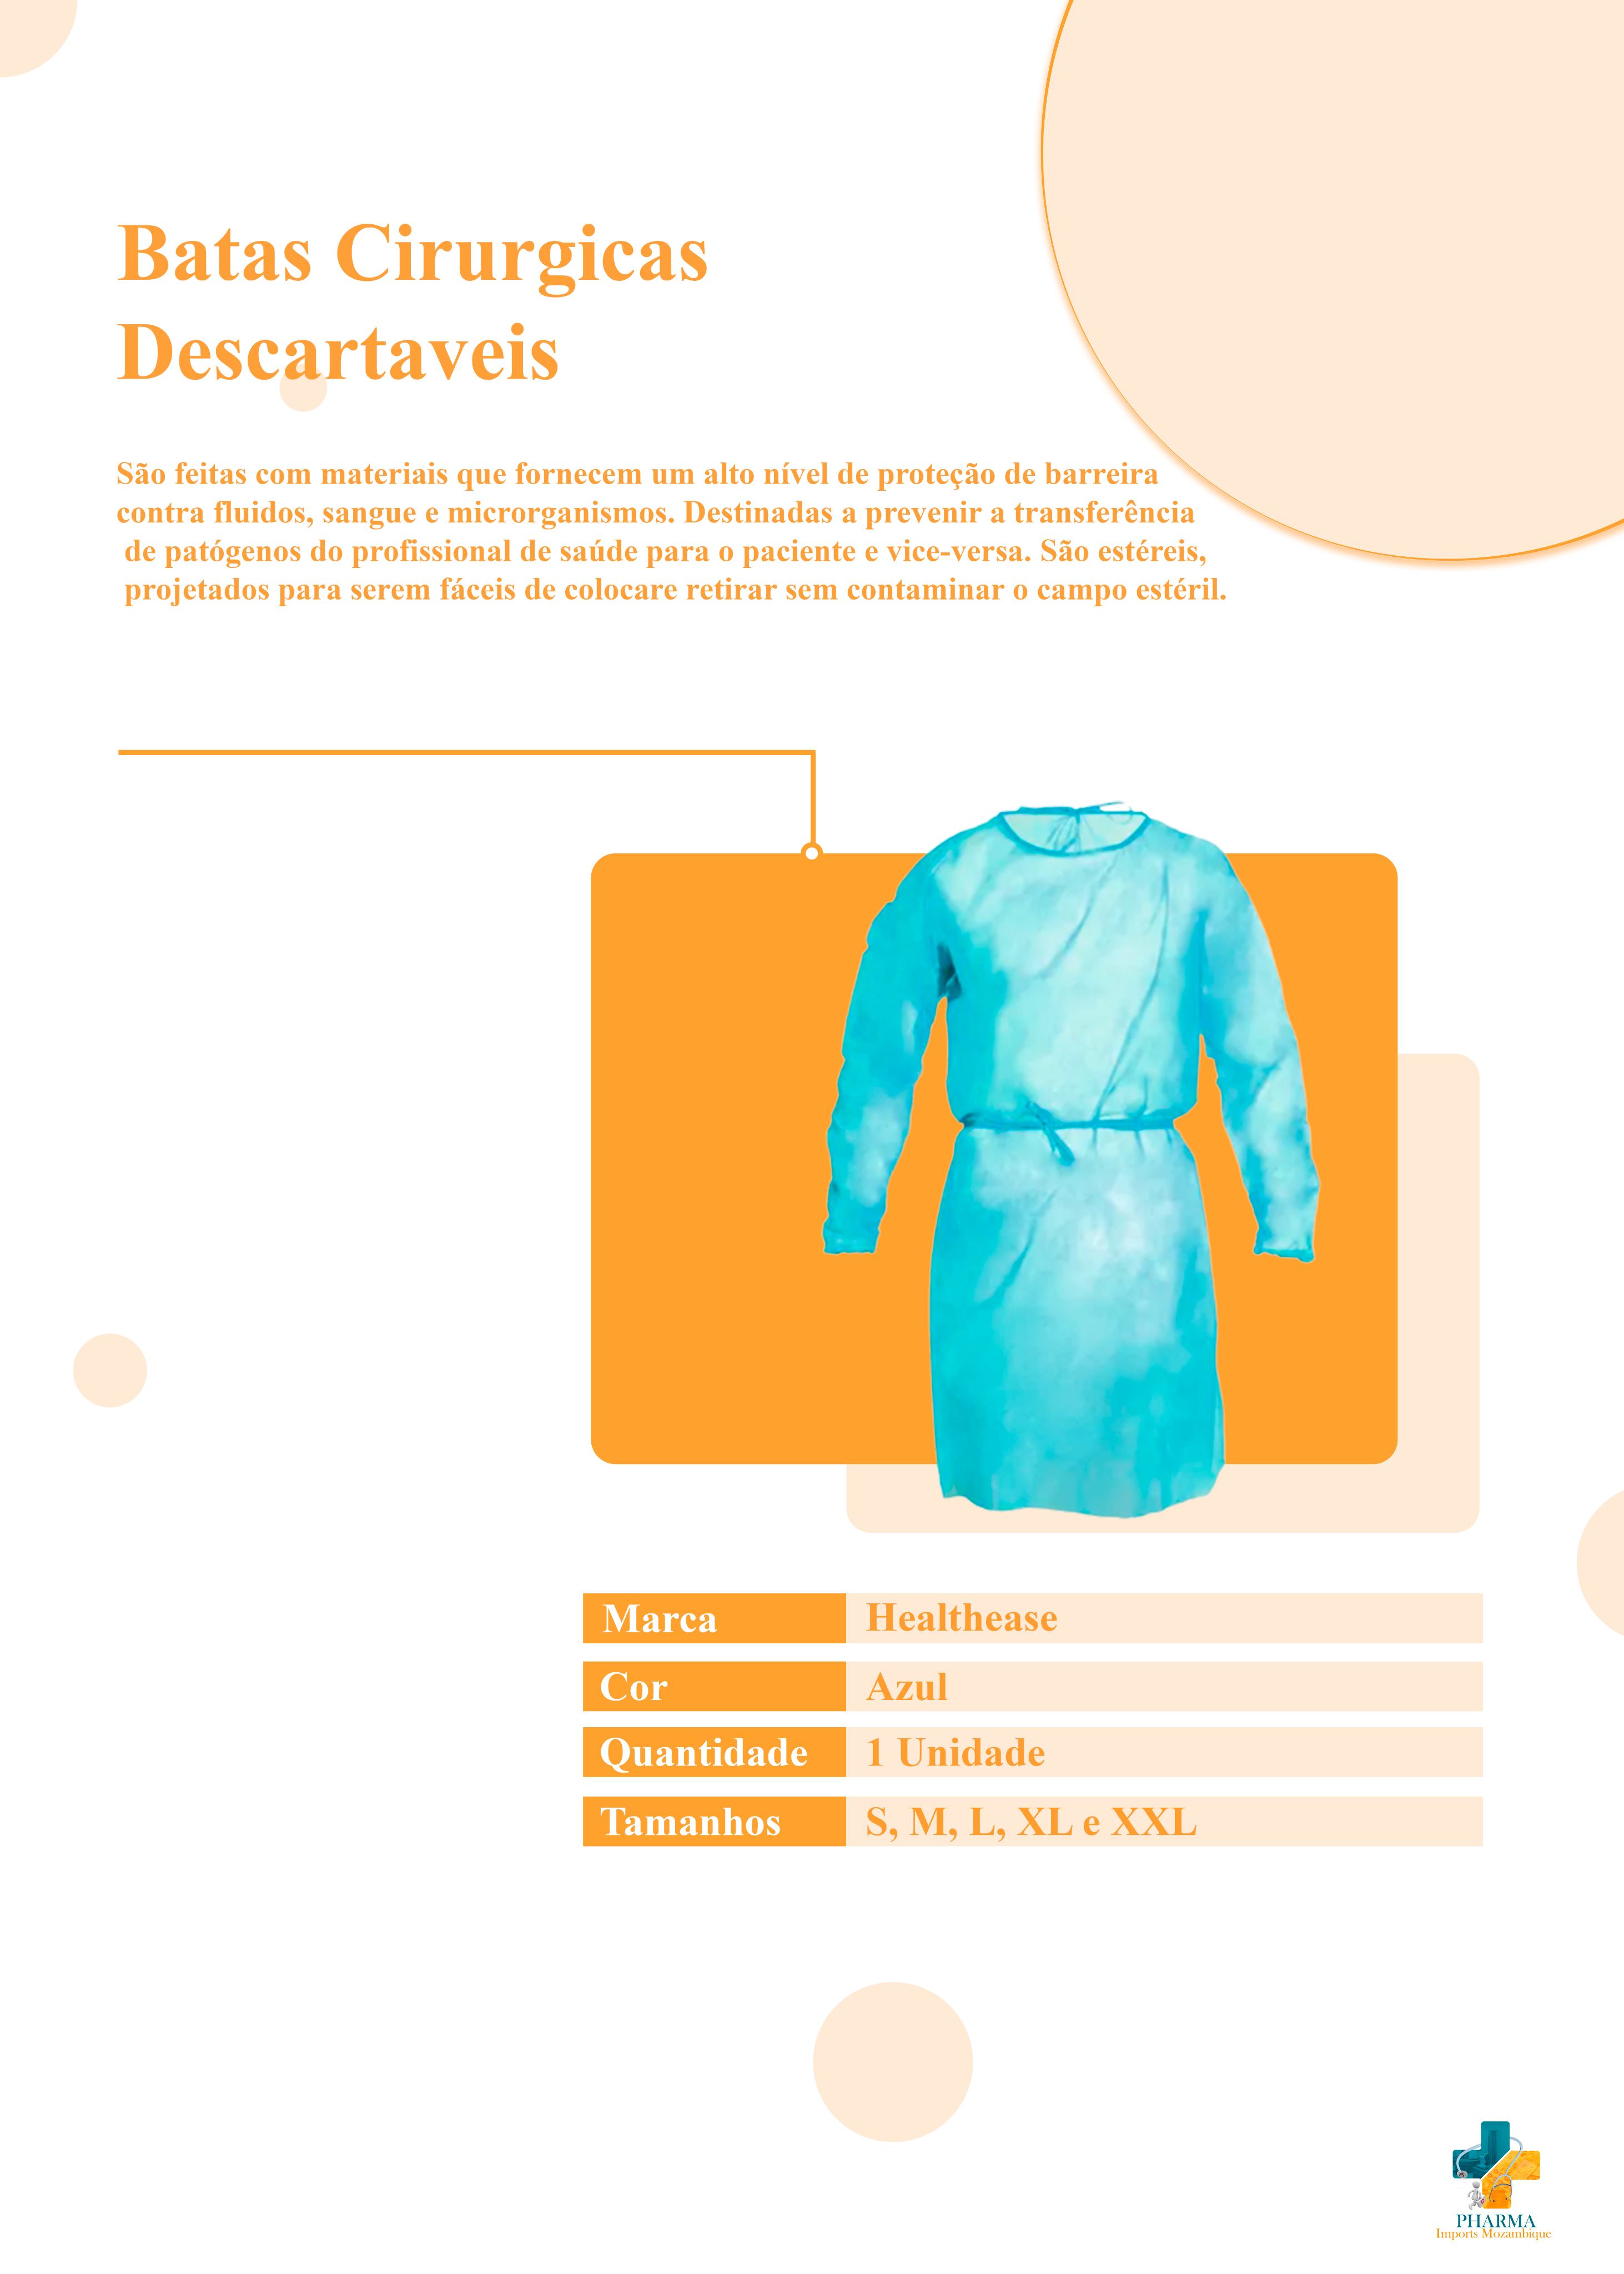 Batas Cirurgicas
Descartaveis
São feitas com materiais que fornecem um alto nível de proteção de barreira
contra fluidos, sangue e microrganismos. Destinadas a prevenir a transferência
de patógenos do profissional de saúde para o paciente e vice-versa. São estéreis,
projetados para serem fáceis de colocare retirar sem contaminar o campo estéril.
Marca Healthease
Cor Azul
Quantidade 1 Unidade
Tamanhos S, M, L, XL e XXL
PHARMA
Imports Mozambique